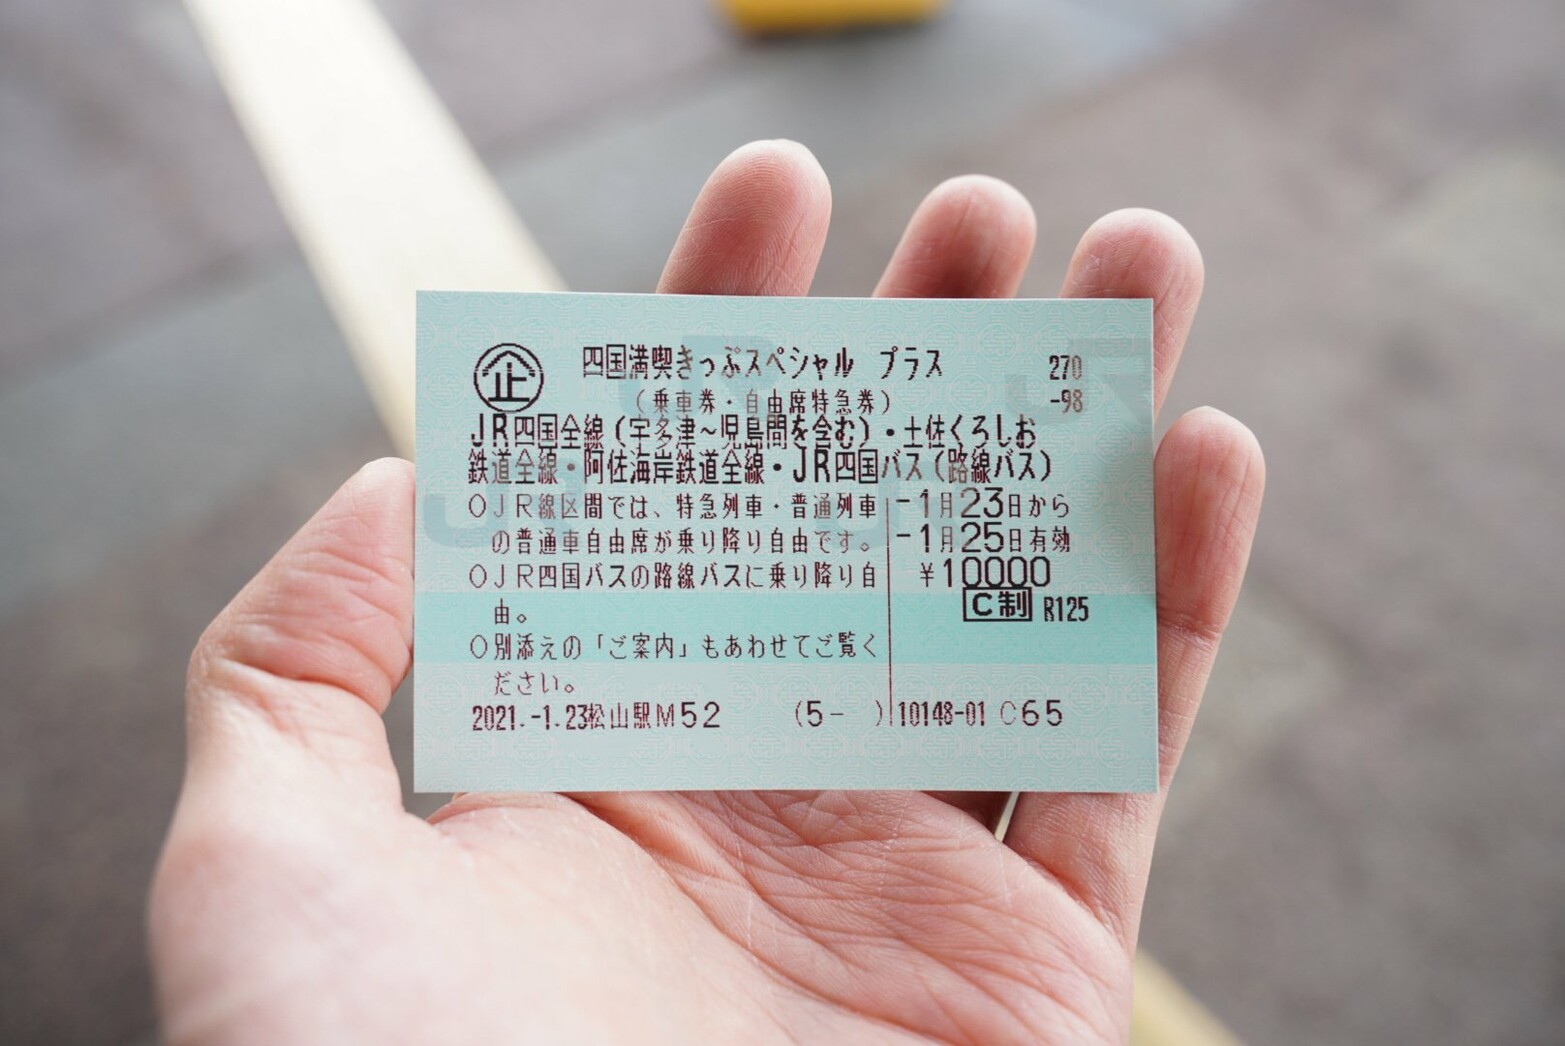 企 四国満喫きっぷスペシャル プラス 270
(乗車券・自由席特急券) -98
JR四国全線(宇多津～児島間を含む)・土佐くろしお
鉄道全線・阿佐海岸鉄道全線・JR四国バス(路線バス)
○JR線区間では、特急列車・普通列車
の普通車自由席が乗り降り自由です。
○JR四国バスの路線バスに乗り降り自
由。
○別添えの「ご案内」もあわせてご覧く
ださい。
-1月23日から
-1月25日有効
¥10000
C制 R125
2021.-1.23松山駅M52 (5- )10148-01 C65